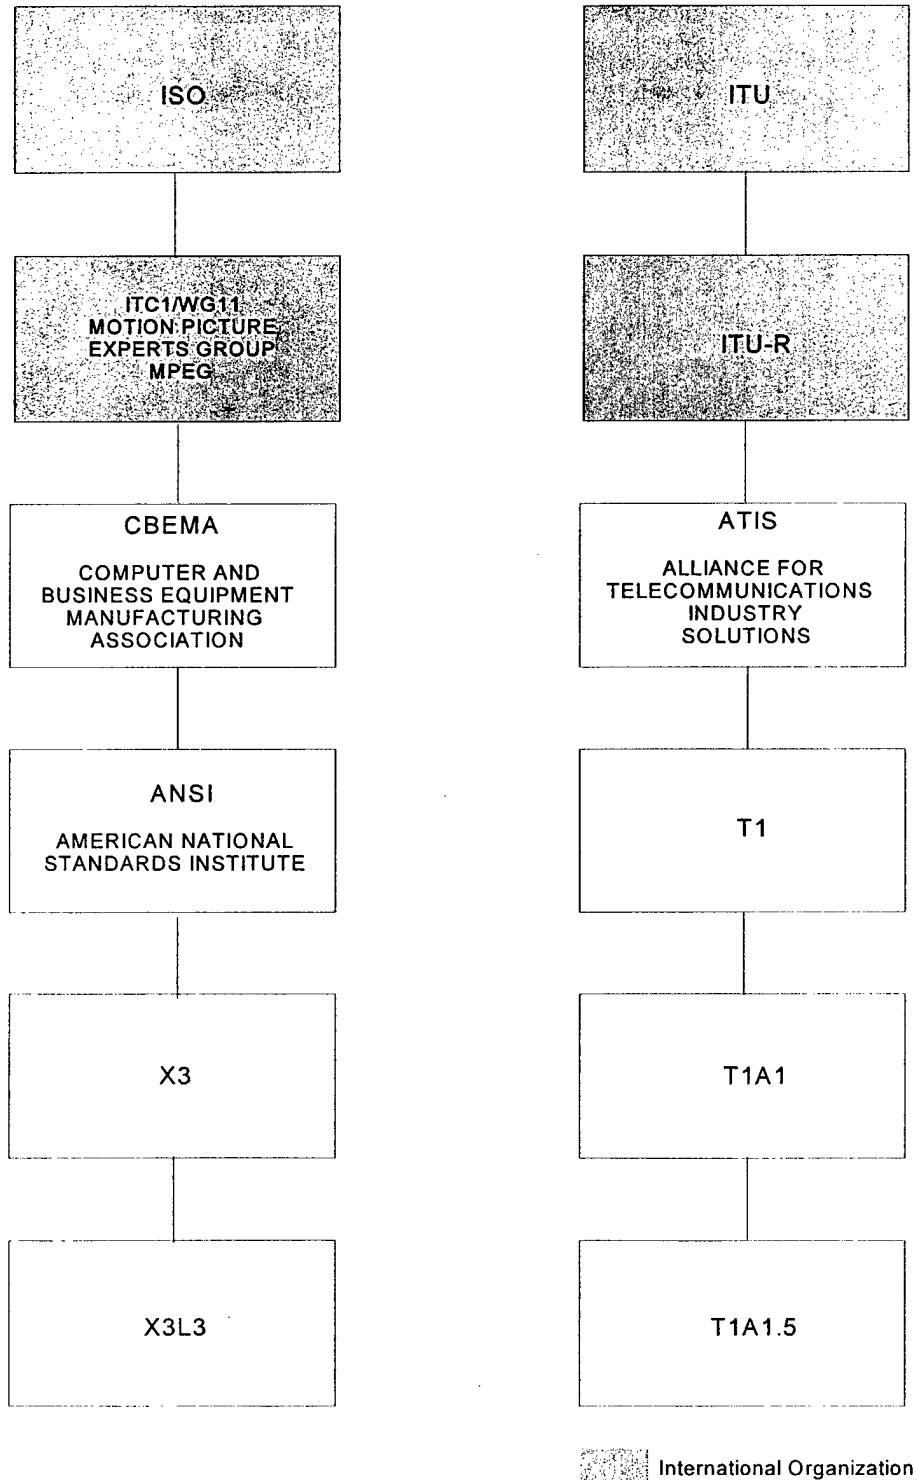 ISO
ITC1/WG11
MOTION PICTURE
EXPERTS GROUP
MPEG
CBEMA
COMPUTER AND
BUSINESS EQUIPMENT
MANUFACTURING
ASSOCIATION
ANSI
AMERICAN NATIONAL
STANDARDS INSTITUTE
X3
X3L3
ITU
ITU-R
ATIS
ALLIANCE FOR
TELECOMMUNICATIONS
INDUSTRY
SOLUTIONS
T1
T1A1
T1A1.5
International Organization